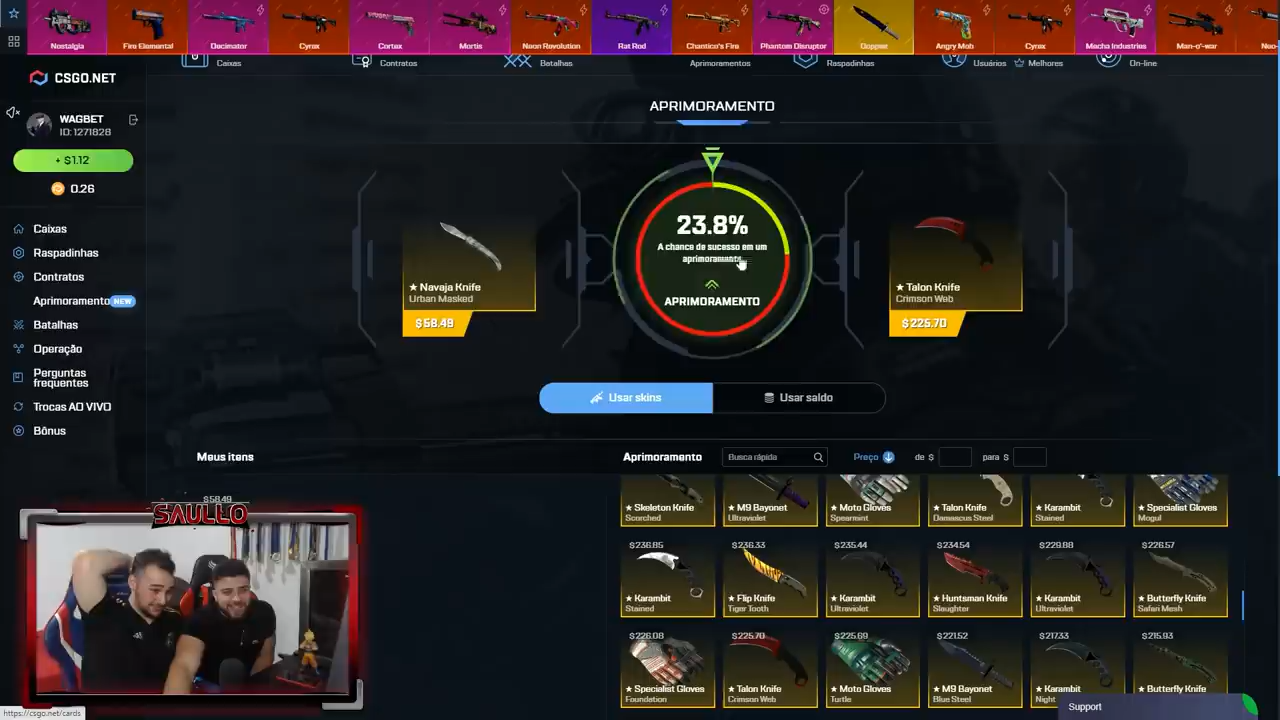 Nostalgia
Fire Elemental
Decimator
Cyrex
Cortex
Mortis
Neon Revolution
Rat Rod
Chantico's Fire
Phantom Disruptor
Doppler
Angry Mob
Cyrex
Mecha Industries
Man-o'-war
CSGO.NET
Caixas
Contratos
Batalhas
Aprimoramentos
Raspadinhas
Usuários
Melhores
On-line
WAGBET
ID: 1271828
+ $1.12
0.26
Caixas
Raspadinhas
Contratos
Aprimoramento NEW
Batalhas
Operação
Perguntas
frequentes
Trocas AO VIVO
Bônus
APRIMORAMENTO
★ Navaja Knife
Urban Masked
$58.49
23.8%
A chance de sucesso em um
aprimoramento
APRIMORAMENTO
★ Talon Knife
Crimson Web
$225.70
Usar skins
Usar saldo
Meus itens
$58.49
Aprimoramento
Busca rápida
Preço
de $
para $
★ Skeleton Knife
Scorched
★ M9 Bayonet
Ultraviolet
★ Moto Gloves
Spearmint
★ Talon Knife
Damascus Steel
★ Karambit
Stained
★ Specialist Gloves
Mogul
$236.85
★ Karambit
Stained
$236.33
★ Flip Knife
Tiger Tooth
$235.44
★ Karambit
Ultraviolet
$234.54
★ Huntsman Knife
Slaughter
$229.88
★ Karambit
Ultraviolet
$226.57
★ Butterfly Knife
Safari Mesh
$226.08
★ Specialist Gloves
Foundation
$225.70
★ Talon Knife
Crimson Web
$225.69
★ Moto Gloves
Turtle
$221.52
★ M9 Bayonet
Blue Steel
$217.33
★ Karambit
Night
$215.93
★ Butterfly Knife
SAULLO
Support
https://csgo.net/cards